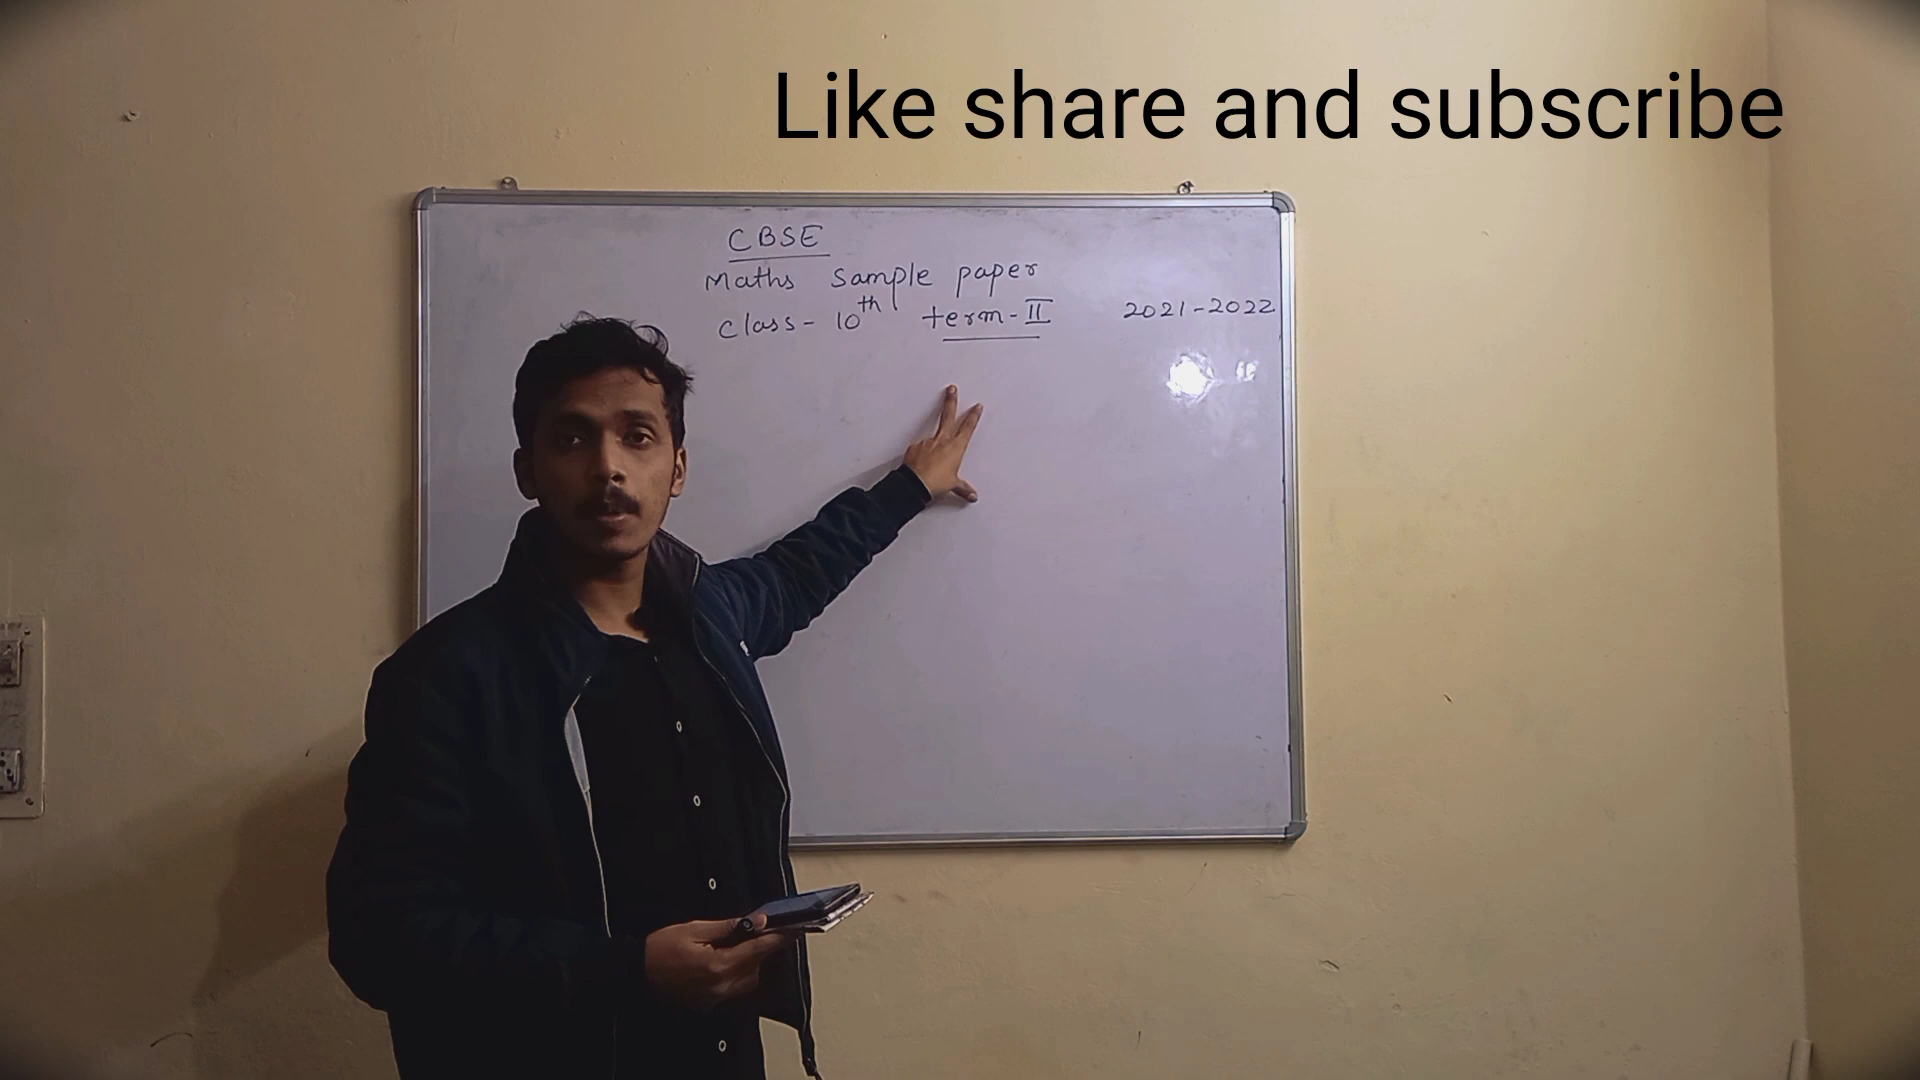 Like share and subscribe
CBSE
Maths Sample paper
class- 10th term-II 2021-2022